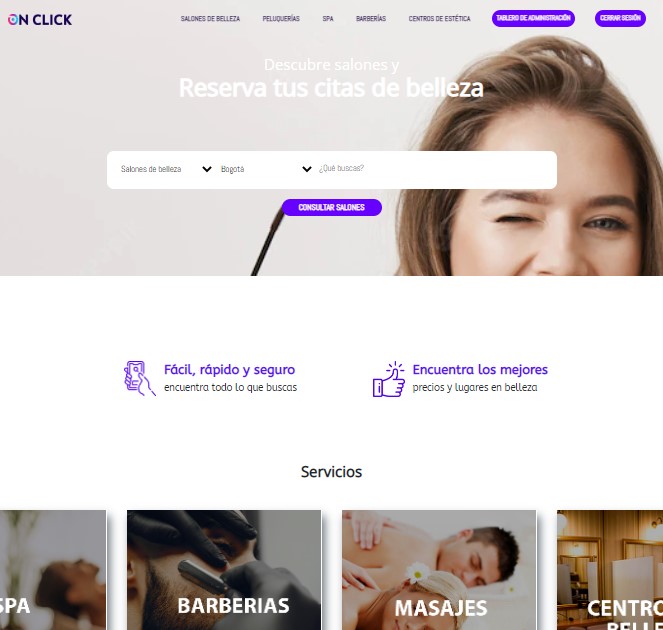 ON CLICK
SALONES DE BELLEZA PELUQUERÍAS SPA BARBERÍAS CENTROS DE ESTÉTICA TABLERO DE ADMINISTRACIÓN CERRAR SESIÓN
Descubre salones y
Reserva tus citas de belleza
Salones de belleza Bogotá ¿Qué buscas?
CONSULTAR SALONES
Fácil, rápido y seguro
encuentra todo lo que buscas
Encuentra los mejores
precios y lugares en belleza
Servicios
SPA
BARBERIAS
MASAJES
CENTRO